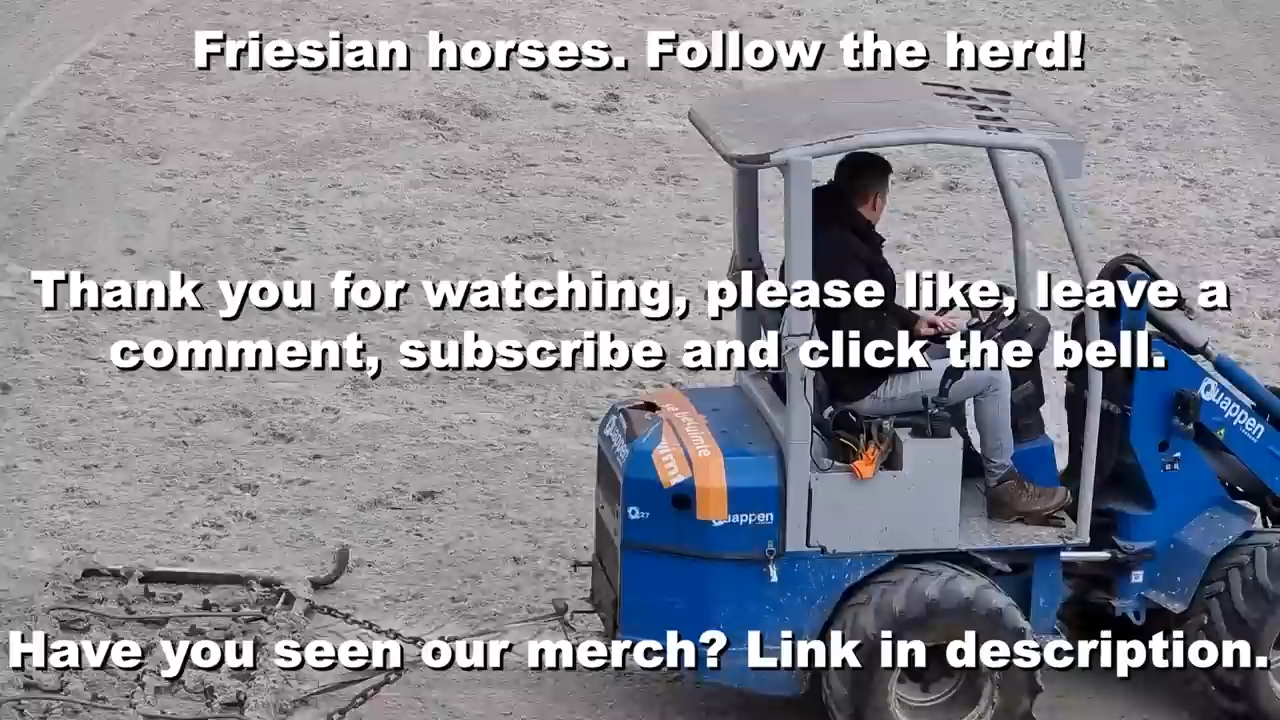 Friesian horses. Follow the herd!
Thank you for watching, please like, leave a
comment, subscribe and click the bell.
Quappen
Quappen
Q27
Quappen
Have you seen our merch? Link in description.